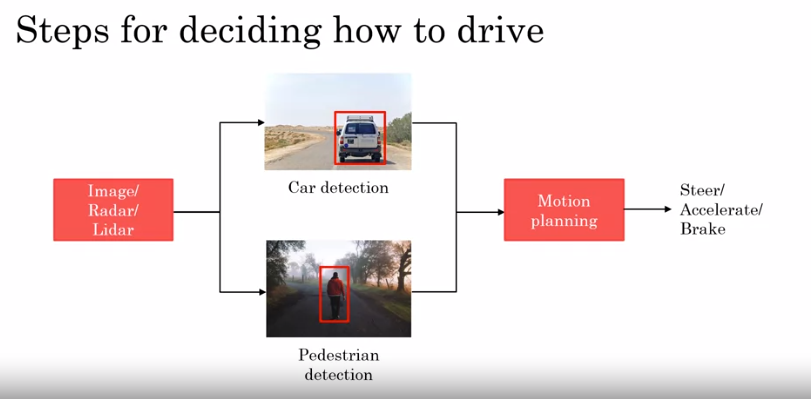 Steps for deciding how to drive
Image/
Radar/
Lidar
Car detection
Pedestrian
detection
Motion
planning
Steer/
Accelerate/
Brake